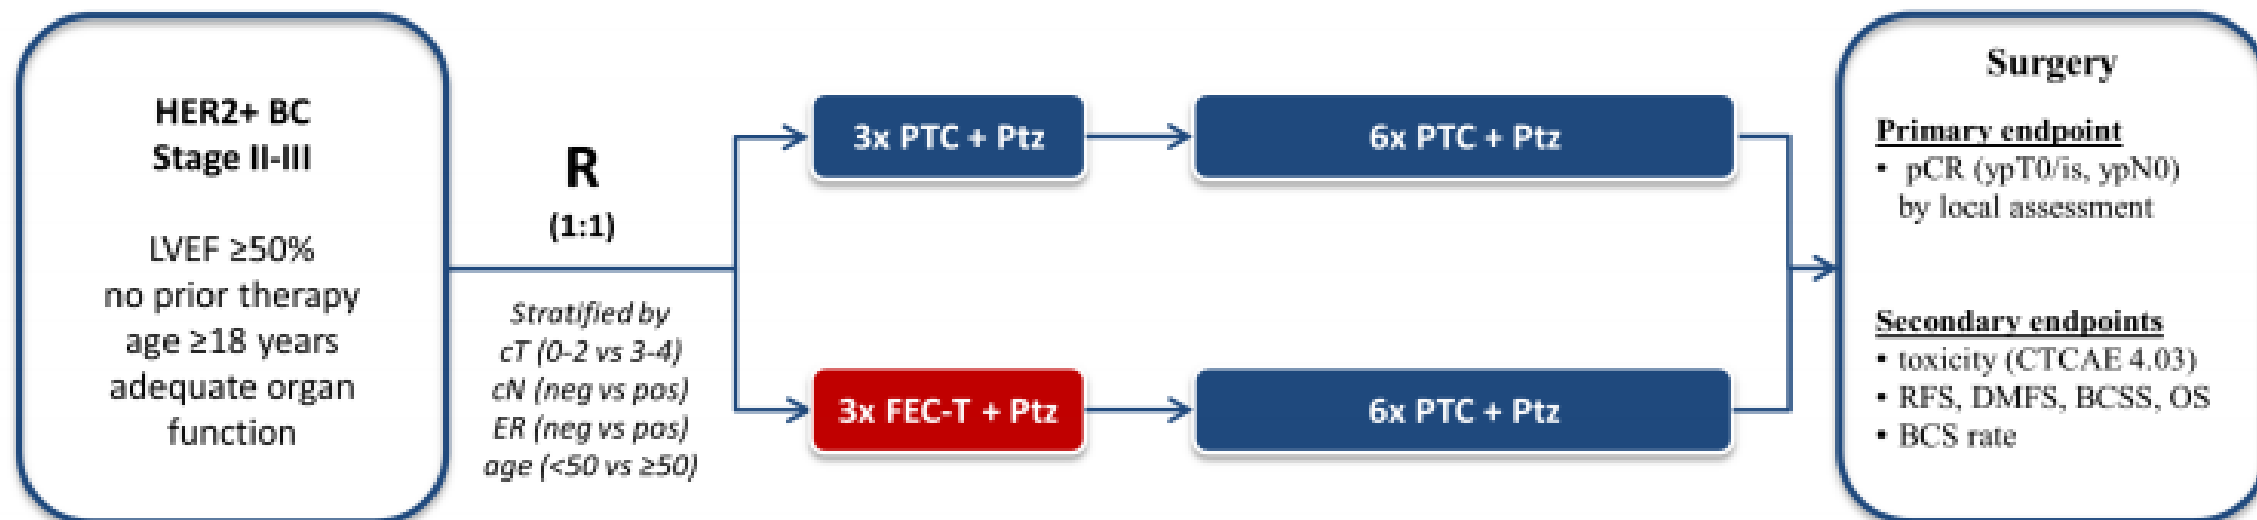 HER2+ BC
Stage II-III
LVEF ≥50%
no prior therapy
age ≥18 years
adequate organ
function
R
(1:1)
Stratified by
cT (0-2 vs 3-4)
cN (neg vs pos)
ER (neg vs pos)
age (<50 vs ≥50)
3x PTC + Ptz
6x PTC + Ptz
3x FEC-T + Ptz
6x PTC + Ptz
Surgery
Primary endpoint
• pCR (ypT0/is, ypN0)
by local assessment
Secondary endpoints
• toxicity (CTCAE 4.03)
• RFS, DMFS, BCSS, OS
• BCS rate